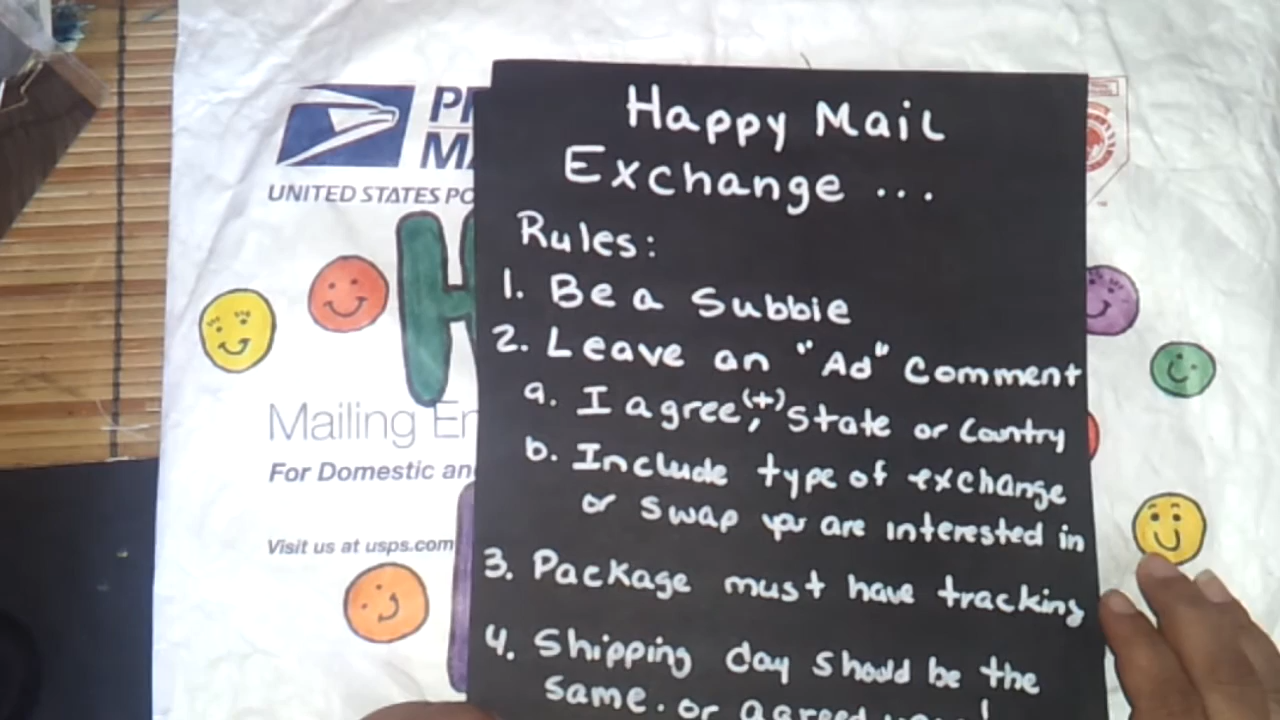 Happy Mail
Exchange ...
Rules:
1. Be a Subbie
2. Leave an "Ad" Comment
a. I agree, (+) State or Country
b. Include type of exchange
or swap you are interested in
3. Package must have tracking
4. Shipping day should be the
same. or agreed
UNITED STATES PO
Mailing En
For Domestic and
Visit us at usps.com